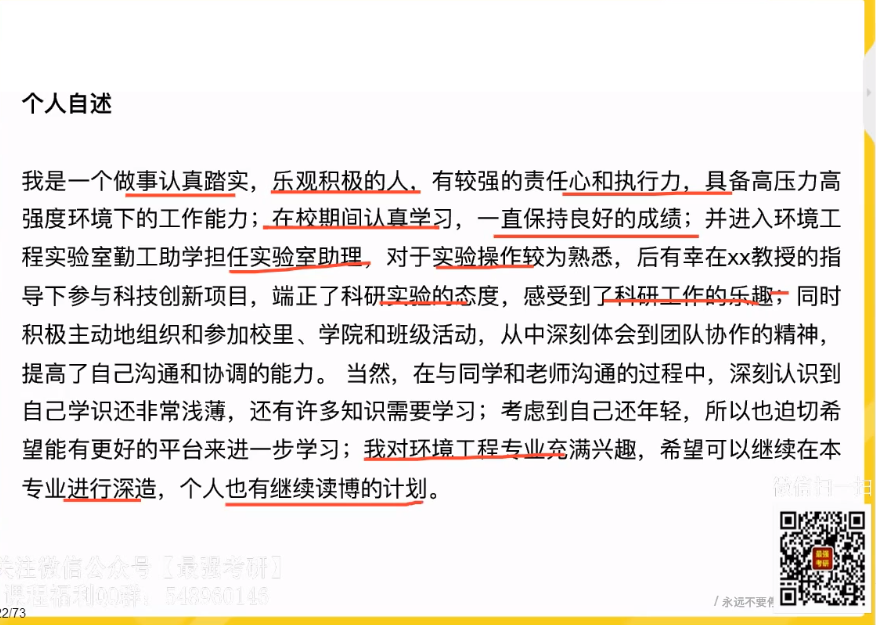 个人自述
我是一个做事认真踏实，乐观积极的人，有较强的责任心和执行力，具备高压力高
强度环境下的工作能力；在校期间认真学习，一直保持良好的成绩；并进入环境工
程实验室勤工助学担任实验室助理，对于实验操作较为熟悉，后有幸在xx教授的指
导下参与科技创新项目，端正了科研实验的态度，感受到了科研工作的乐趣；同时
积极主动地组织和参加校里、学院和班级活动，从中深刻体会到团队协作的精神，
提高了自己沟通和协调的能力。 当然，在与同学和老师沟通的过程中，深刻认识到
自己学识还非常浅薄，还有许多知识需要学习；考虑到自己还年轻，所以也迫切希
望能有更好的平台来进一步学习；我对环境工程专业充满兴趣，希望可以继续在本
专业进行深造，个人也有继续读博的计划。
微信扫一扫
关注微信公众号【最强考研】
课程福利QQ群：548960146
最强
考研
/ 永远不要停
22/73